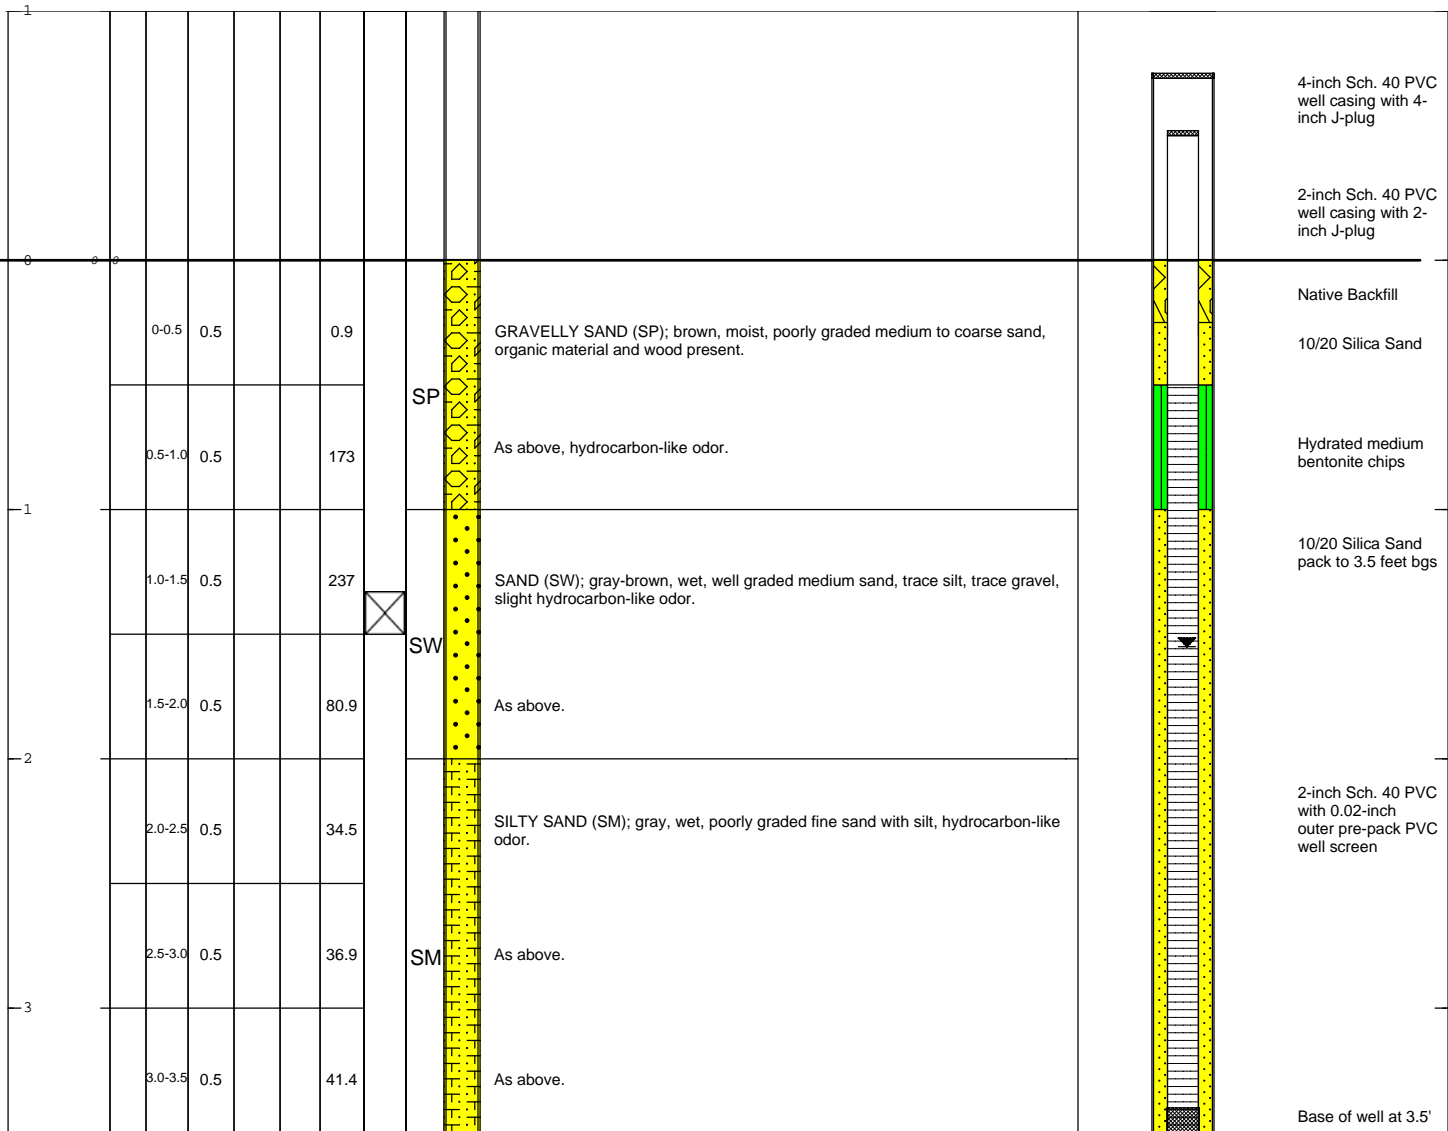 1
4-inch Sch. 40 PVC
well casing with 4-
inch J-plug
2-inch Sch. 40 PVC
well casing with 2-
inch J-plug
0
0 0
Native Backfill
0-0.5 0.5 0.9
GRAVELLY SAND (SP); brown, moist, poorly graded medium to coarse sand,
organic material and wood present.
10/20 Silica Sand
SP
0.5-1.0 0.5 173
As above, hydrocarbon-like odor.
Hydrated medium
bentonite chips
1
10/20 Silica Sand
pack to 3.5 feet bgs
1.0-1.5 0.5 237
SAND (SW); gray-brown, wet, well graded medium sand, trace silt, trace gravel,
slight hydrocarbon-like odor.
SW
1.5-2.0 0.5 80.9
As above.
2
2-inch Sch. 40 PVC
with 0.02-inch
outer pre-pack PVC
well screen
2.0-2.5 0.5 34.5
SILTY SAND (SM); gray, wet, poorly graded fine sand with silt, hydrocarbon-like
odor.
2.5-3.0 0.5 36.9
SM
As above.
3
3.0-3.5 0.5 41.4
As above.
Base of well at 3.5'